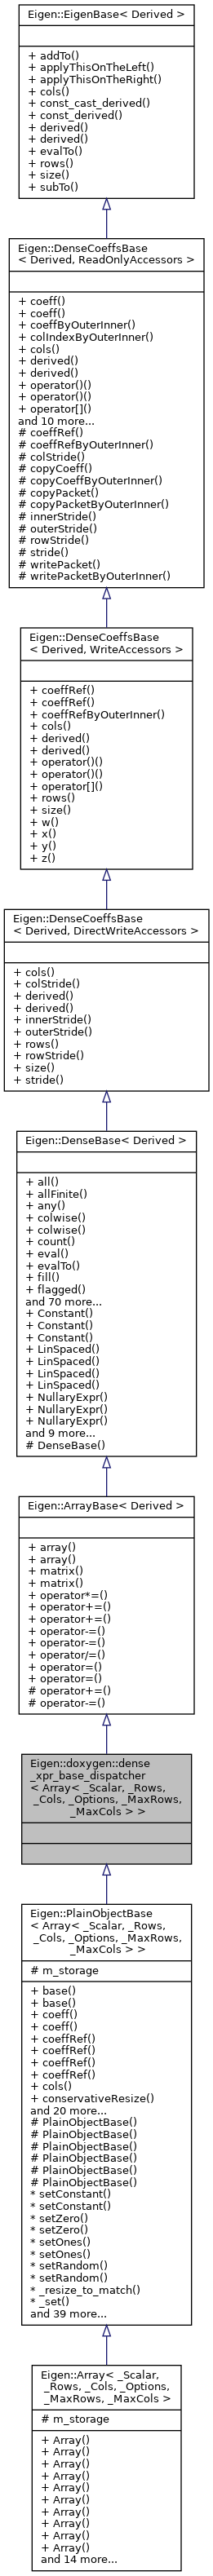 Eigen::EigenBase< Derived >
+ addTo()
+ applyThisOnTheLeft()
+ applyThisOnTheRight()
+ cols()
+ const_cast_derived()
+ const_derived()
+ derived()
+ derived()
+ evalTo()
+ rows()
+ size()
+ subTo()
Eigen::DenseCoeffsBase
< Derived, ReadOnlyAccessors >
+ coeff()
+ coeff()
+ coeffByOuterInner()
+ colIndexByOuterInner()
+ cols()
+ derived()
+ derived()
+ operator()()
+ operator()()
+ operator[]()
and 10 more...
# coeffRef()
# coeffRefByOuterInner()
# colStride()
# copyCoeff()
# copyCoeffByOuterInner()
# copyPacket()
# copyPacketByOuterInner()
# innerStride()
# outerStride()
# rowStride()
# stride()
# writePacket()
# writePacketByOuterInner()
Eigen::DenseCoeffsBase
< Derived, WriteAccessors >
+ coeffRef()
+ coeffRef()
+ coeffRefByOuterInner()
+ cols()
+ derived()
+ derived()
+ operator()()
+ operator()()
+ operator[]()
+ rows()
+ size()
+ w()
+ x()
+ y()
+ z()
Eigen::DenseCoeffsBase
< Derived, DirectWriteAccessors >
+ cols()
+ colStride()
+ derived()
+ derived()
+ innerStride()
+ outerStride()
+ rows()
+ rowStride()
+ size()
+ stride()
Eigen::DenseBase< Derived >
+ all()
+ allFinite()
+ any()
+ colwise()
+ colwise()
+ count()
+ eval()
+ evalTo()
+ fill()
+ flagged()
and 70 more...
+ Constant()
+ Constant()
+ Constant()
+ LinSpaced()
+ LinSpaced()
+ LinSpaced()
+ LinSpaced()
+ NullaryExpr()
+ NullaryExpr()
+ NullaryExpr()
and 9 more...
# DenseBase()
Eigen::ArrayBase< Derived >
+ array()
+ array()
+ matrix()
+ matrix()
+ operator*=()
+ operator+=()
+ operator+=()
+ operator-=()
+ operator-=()
+ operator/=()
+ operator=()
+ operator=()
# operator+=()
# operator-=()
Eigen::doxygen::dense
_xpr_base_dispatcher
< Array< _Scalar, _Rows,
_Cols, _Options, _MaxRows,
_MaxCols > >
Eigen::PlainObjectBase
< Array< _Scalar, _Rows,
_Cols, _Options, _MaxRows,
_MaxCols > >
# m_storage
+ base()
+ base()
+ coeff()
+ coeff()
+ coeffRef()
+ coeffRef()
+ coeffRef()
+ coeffRef()
+ cols()
+ conservativeResize()
and 20 more...
# PlainObjectBase()
# PlainObjectBase()
# PlainObjectBase()
# PlainObjectBase()
# PlainObjectBase()
# PlainObjectBase()
* setConstant()
* setConstant()
* setZero()
* setZero()
* setOnes()
* setOnes()
* setRandom()
* setRandom()
* _resize_to_match()
* _set()
and 39 more...
Eigen::Array< _Scalar,
_Rows, _Cols, _Options,
_MaxRows, _MaxCols >
# m_storage
+ Array()
+ Array()
+ Array()
+ Array()
+ Array()
+ Array()
+ Array()
+ Array()
+ Array()
+ Array()
and 14 more...